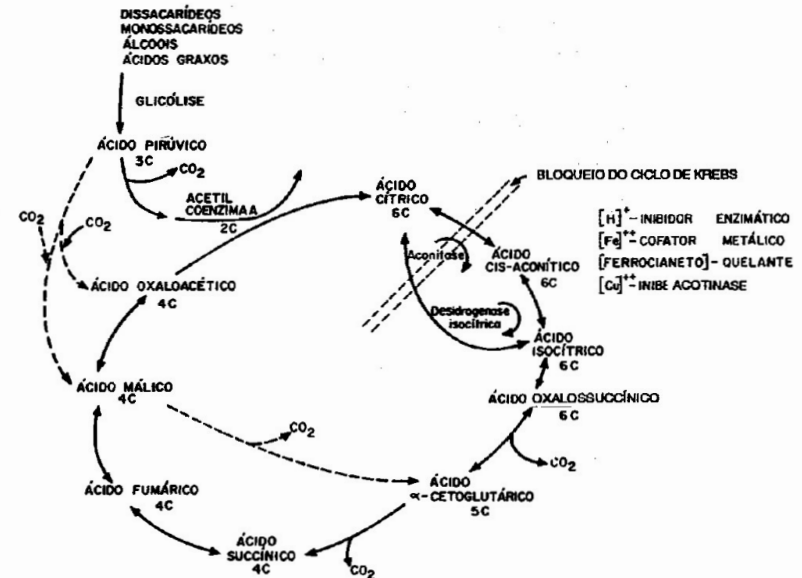 DISSACARÍDEOS
MONOSSACARÍDEOS
ÁLCOOIS
ÁCIDOS GRAXOS
GLICÓLISE
ÁCIDO PIRÚVICO
3C
CO2
ACETIL
COENZIMA A
2C
CO2
CO2
ÁCIDO OXALOACÉTICO
4C
ÁCIDO
CÍTRICO
6C
BLOQUEIO DO CICLO DE KREBS
[H]+-INIBIDOR ENZIMÁTICO
[Fe]++-COFATOR METÁLICO
[FERROCIANETO]- QUELANTE
[Cu]++-INIBE ACOTINASE
Aconitase
ÁCIDO
CIS-ACONÍTICO
6C
Desidrogenase
isocítrica
ÁCIDO
ISOCÍTRICO
6C
ÁCIDO OXALOSSUCCÍNICO
6C
CO2
ÁCIDO MÁLICO
4C
CO2
ÁCIDO
α-CETOGLUTÁRICO
5C
ÁCIDO FUMÁRICO
4C
ÁCIDO
SUCCÍNICO
4C
CO2